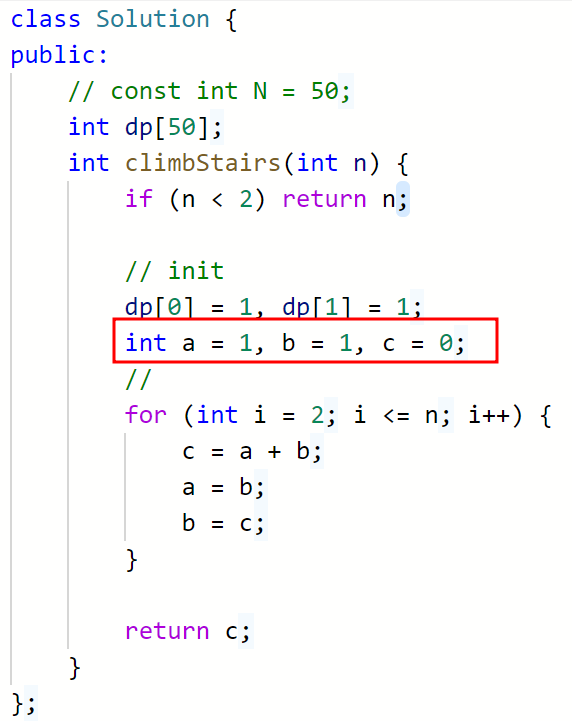 class Solution {
public:
    // const int N = 50;
    int dp[50];
    int climbStairs(int n) {
        if (n < 2) return n;

        // init
        dp[0] = 1, dp[1] = 1;
        int a = 1, b = 1, c = 0;
        //
        for (int i = 2; i <= n; i++) {
            c = a + b;
            a = b;
            b = c;
        }

        return c;
    }
};